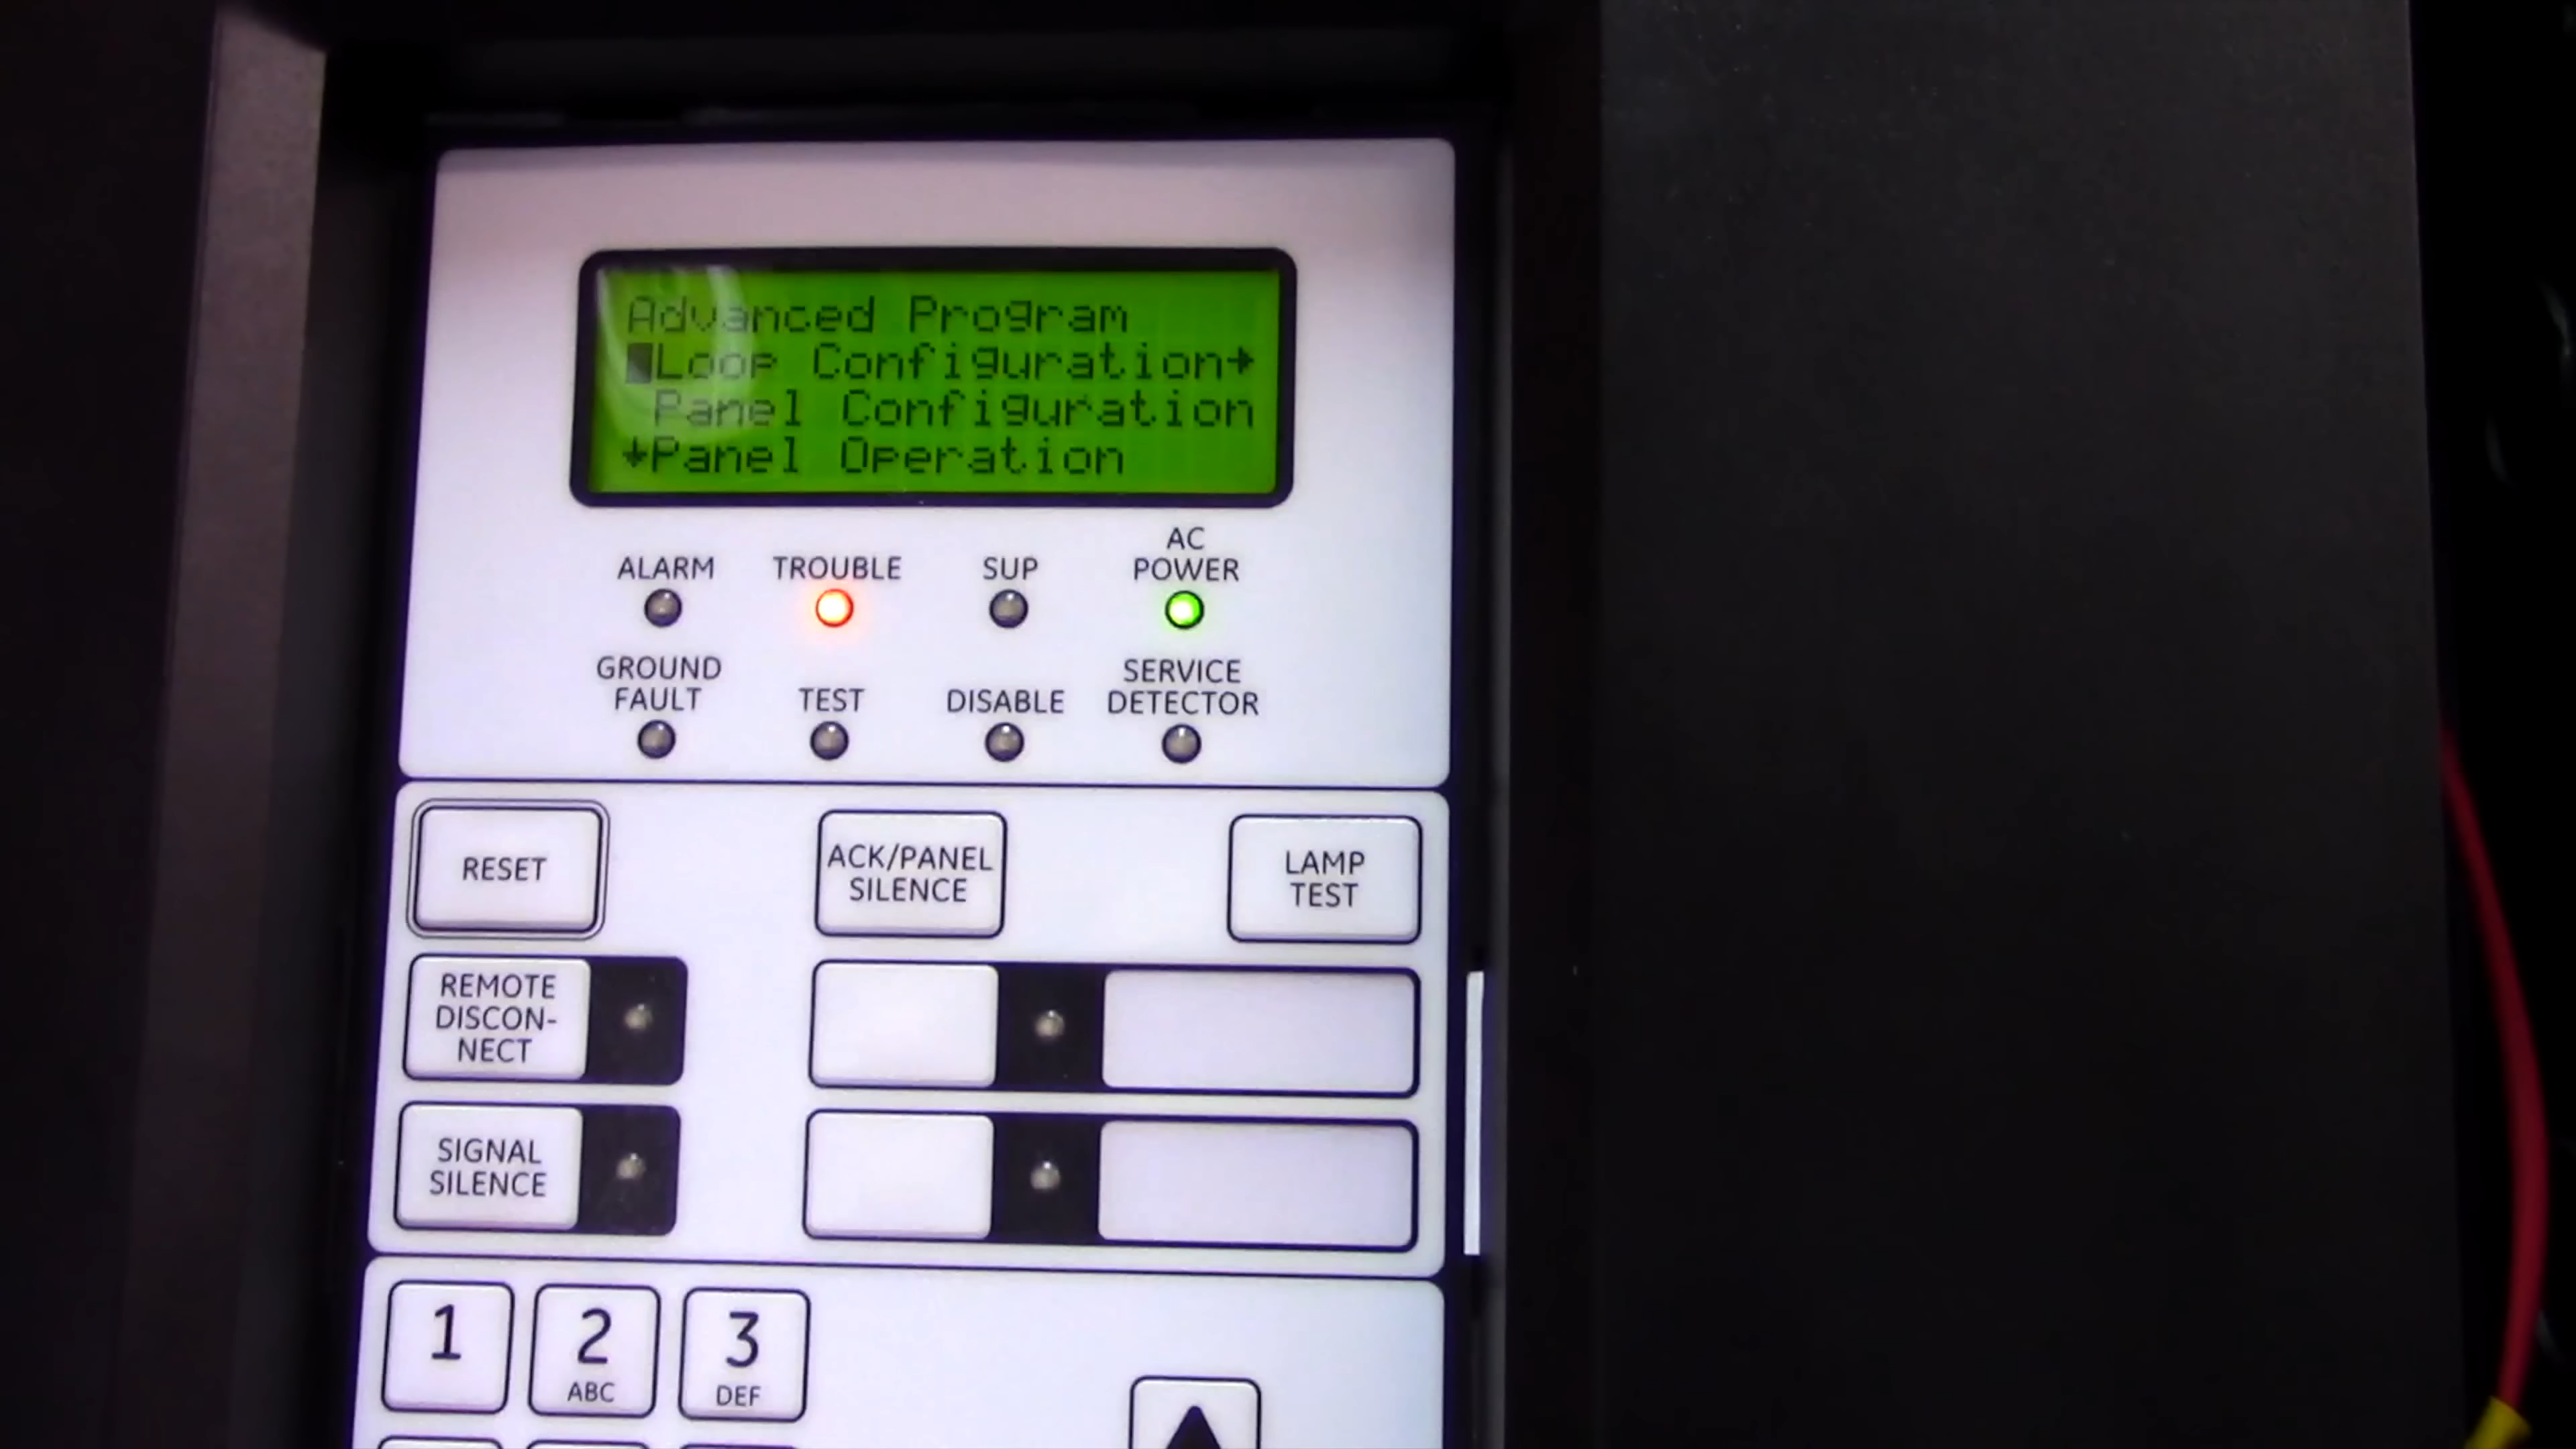 Advanced Program
Loop Configuration→
Panel Configuration
↓Panel Operation
ALARM
TROUBLE
SUP
AC
POWER
GROUND
FAULT
TEST
DISABLE
SERVICE
DETECTOR
RESET
ACK/PANEL
SILENCE
LAMP
TEST
REMOTE
DISCON-
NECT
SIGNAL
SILENCE
1
2
ABC
3
DEF